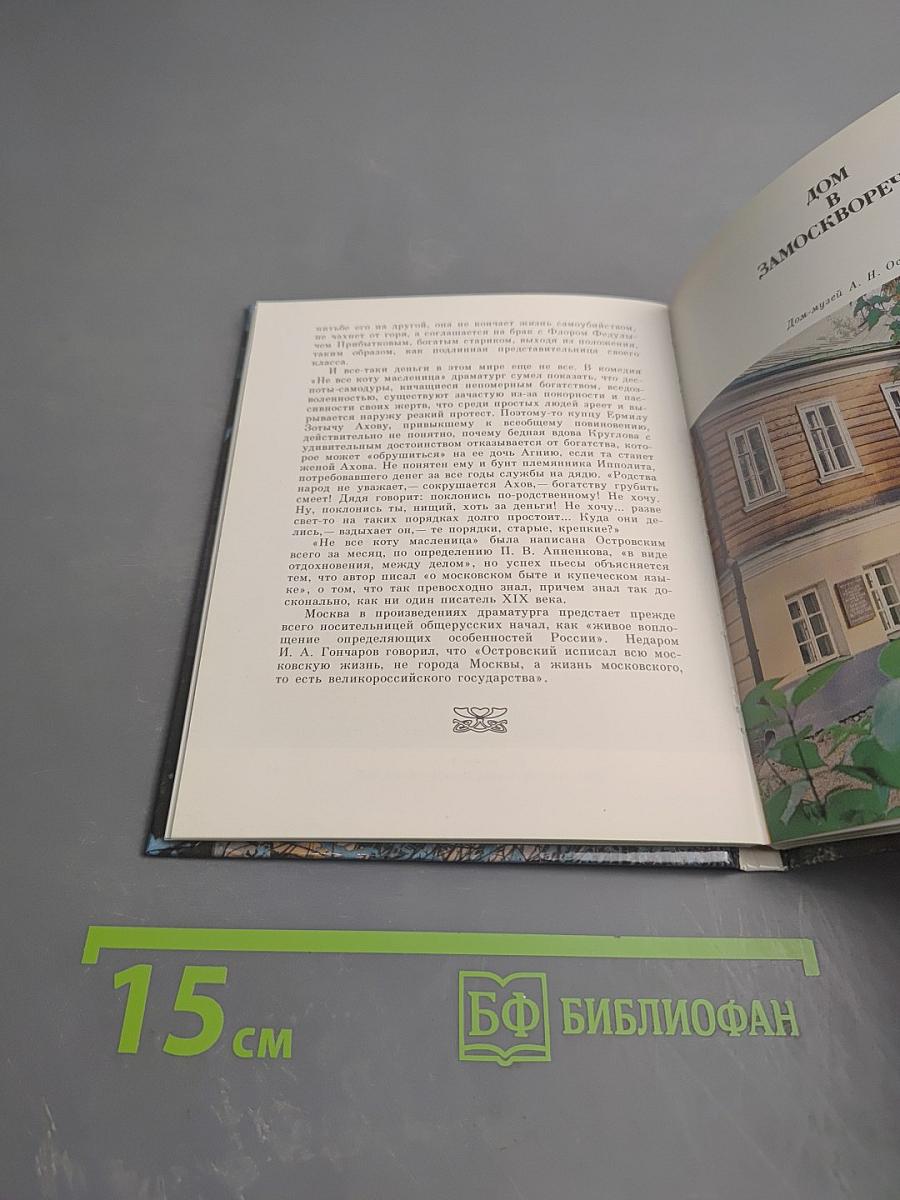 нитьбе его на другой, она не кончает жизнь самоубийством,
не чахнет от горя, а соглашается на брак с Флором Федулы-
чем Прибытковым, богатым стариком, выходя из положения,
таким образом, как подлинная представительница своего
класса.
И все-таки деньги в этом мире еще не все. В комедии
«Не все коту масленица» драматург сумел показать, что дес-
поты-самодуры, кичащиеся непомерным богатством, вседоз-
воленностью, существуют зачастую из-за покорности и пас-
сивности своих жертв, что среди простых людей зреет и вы-
рывается наружу резкий протест. Поэтому-то купцу Ермилу
Зотычу Ахову, привыкшему к всеобщему повиновению,
действительно не понятно, почему бедная вдова Круглова с
удивительным достоинством отказывается от богатства, кото-
рое может «обрушиться» на ее дочь Агнию, если та станет
женой Ахова. Не понятен ему и бунт племянника Ипполита,
потребовавшего денег за все годы службы на дядю. «Родства
народ не уважает,— сокрушается Ахов,— богатству грубить
смеет! Дядя говорит: поклонись по-родственному! Не хочу.
Ну, поклонись ты, нищий, хоть за деньги! Не хочу... разве
свет-то на таких порядках долго простоит... Куда они де-
лись,— вздыхает он,— те порядки, старые, крепкие?»
«Не все коту масленица» была написана Островским
всего за месяц, по определению П. В. Анненкова, «в виде
отдохновения, между делом», но успех пьесы объясняется
тем, что автор писал «о московском быте и купеческом язы-
ке», о том, что так превосходно знал, причем знал так до-
сконально, как ни один писатель XIX века.
Москва в произведениях драматурга предстает прежде
всего носительницей общерусских начал, как «живое вопло-
щение определяющих особенностей России». Недаром
И. А. Гончаров говорил, что «Островский исписал всю мос-
ковскую жизнь, не города Москвы, а жизнь московского,
то есть великороссийского государства».
ДОМ
В
ЗАМОСКВОРЕЧ
Дом-музей А. Н. Ос
15 см
БФ БИБЛИОФАН